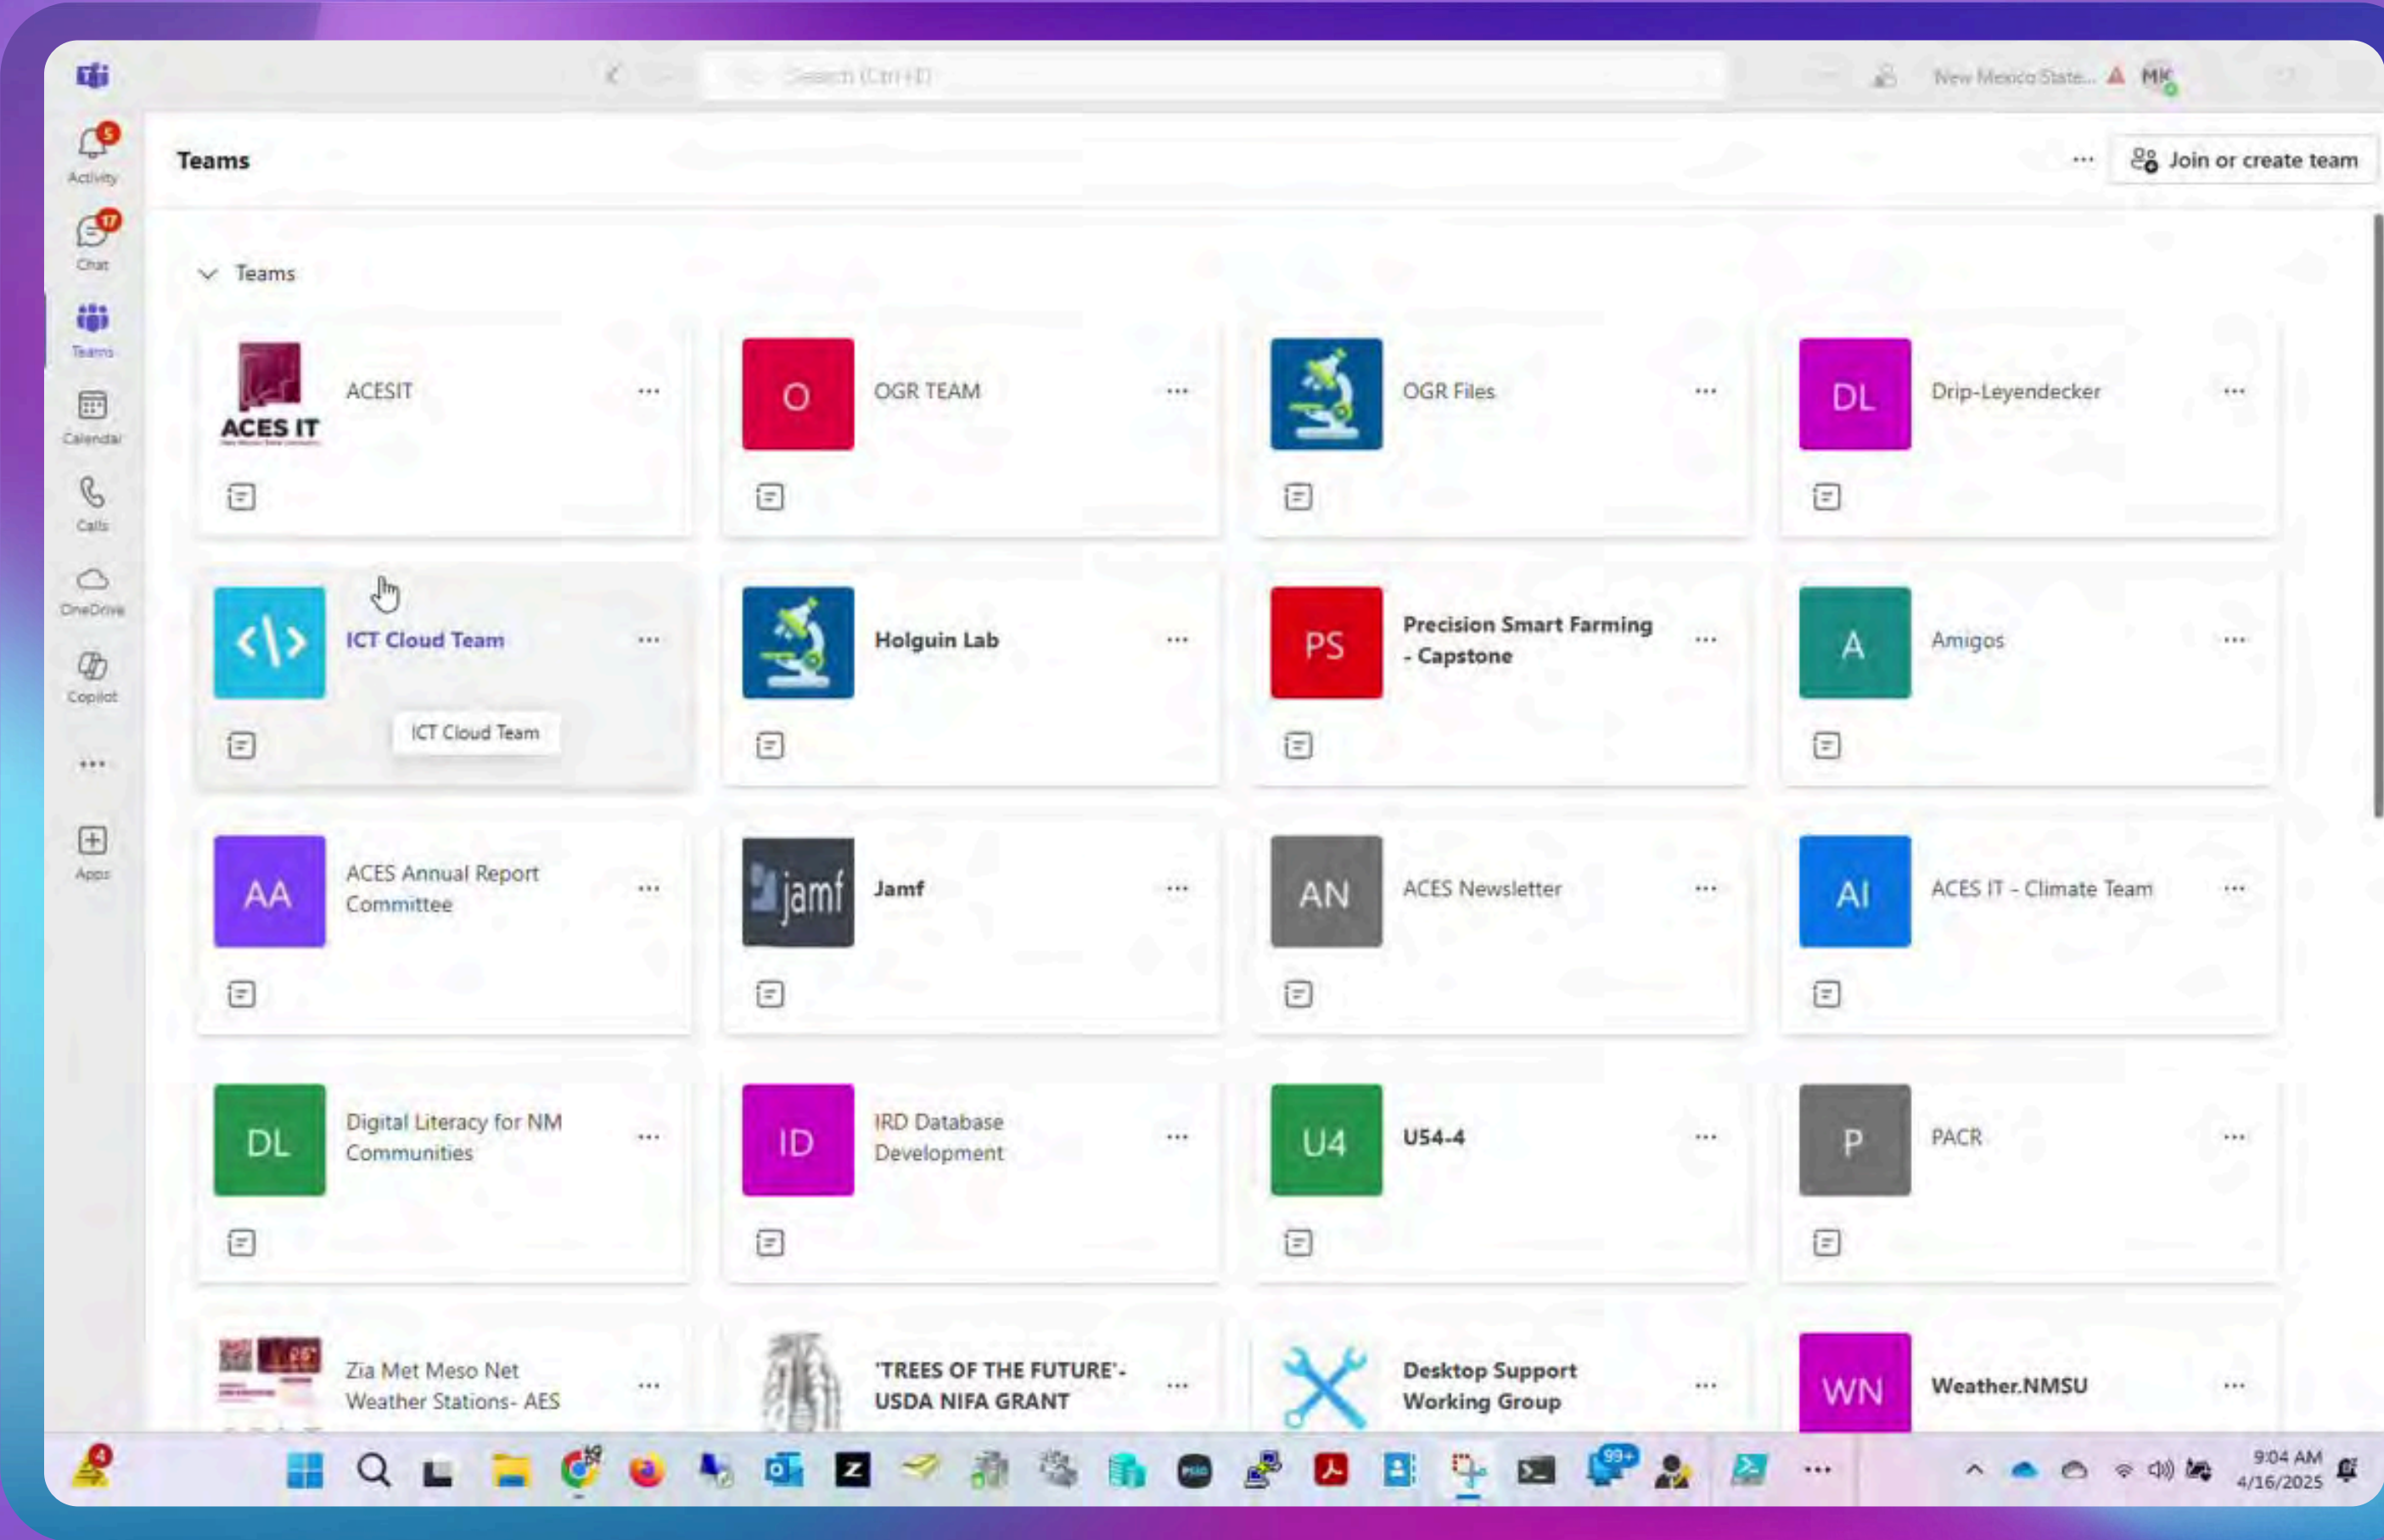 Search (Ctrl+E)
New Mexico State...
MK
5
Activity
Teams
Join or create team
17
Chat
Teams
Teams
ACES IT
ACESIT
O
OGR TEAM
OGR Files
DL
Drip-Leyendecker
Calendar
Calls
OneDrive
Copilot
Apps
ICT Cloud Team
ICT Cloud Team
Holguin Lab
PS
Precision Smart Farming
- Capstone
A
Amigos
AA
ACES Annual Report
Committee
jamf
Jamf
AN
ACES Newsletter
AI
ACES IT - Climate Team
DL
Digital Literacy for NM
Communities
ID
IRD Database
Development
U4
U54-4
P
PACR
Zia Met Meso Net
Weather Stations- AES
'TREES OF THE FUTURE'-
USDA NIFA GRANT
Desktop Support
Working Group
WN
Weather.NMSU
4
Z
99+
9:04 AM
4/16/2025